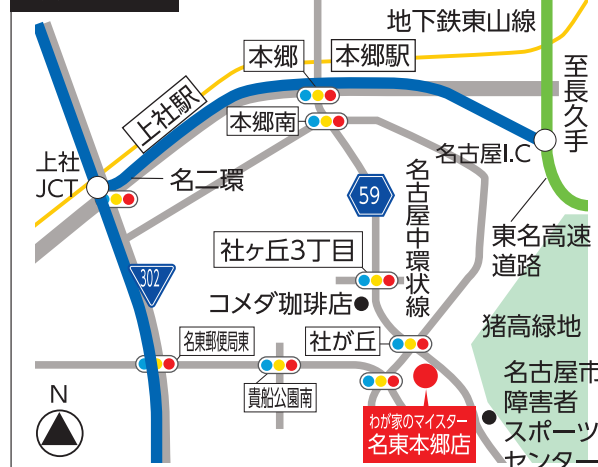 地下鉄東山線
本郷
本郷駅
至長久手
上社駅
本郷南
名古屋I.C
上社
JCT
名二環
59
名古屋中環状線
東名高速
道路
社ヶ丘3丁目
302
コメダ珈琲店
猪高緑地
名東郵便局東
社が丘
貴船公園南
名古屋市
障害者
スポーツ
センター
わが家のマイスター
名東本郷店
N